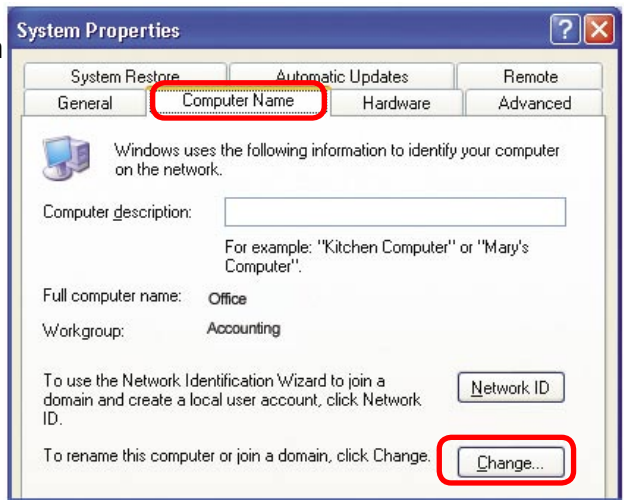 System Properties
System Restore Automatic Updates Remote
General Computer Name Hardware Advanced
Windows uses the following information to identify your computer
on the network.
Computer description:
For example: "Kitchen Computer" or "Mary's
Computer".
Full computer name: Office
Workgroup: Accounting
To use the Network Identification Wizard to join a
domain and create a local user account, click Network
ID.
Network ID
To rename this computer or join a domain, click Change.
Change...